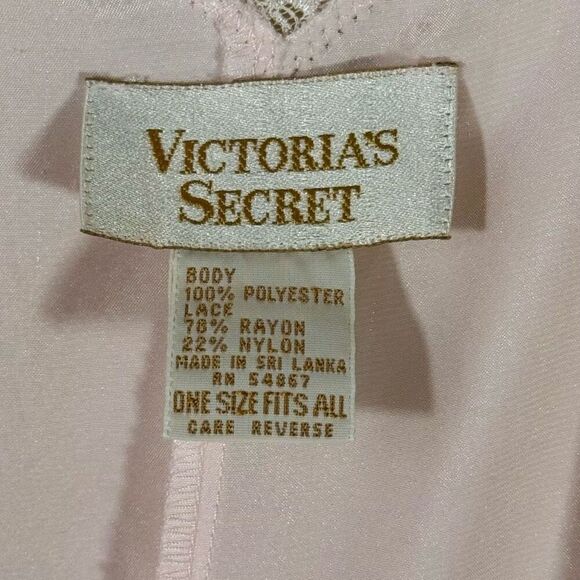 VICTORIA'S
SECRET
BODY
100% POLYESTER
LACE
78% RAYON
22% NYLON
MADE IN SRI LANKA
RN 54867
ONE SIZE FITS ALL
CARE REVERSE